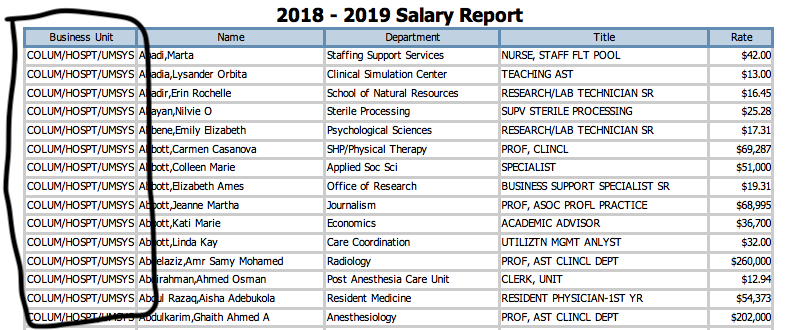 2018 - 2019 Salary Report
Business Unit Name Department Title Rate
COLUM/HOSPT/UMSYS Abadi,Marta Staffing Support Services NURSE, STAFF FLT POOL $42.00
COLUM/HOSPT/UMSYS Abadia,Lysander Orbita Clinical Simulation Center TEACHING AST $13.00
COLUM/HOSPT/UMSYS Abadir,Erin Rochelle School of Natural Resources RESEARCH/LAB TECHNICIAN SR $16.45
COLUM/HOSPT/UMSYS Abayan,Nilvie O Sterile Processing SUPV STERILE PROCESSING $25.28
COLUM/HOSPT/UMSYS Abbene,Emily Elizabeth Psychological Sciences RESEARCH/LAB TECHNICIAN SR $17.31
COLUM/HOSPT/UMSYS Abbott,Carmen Casanova SHP/Physical Therapy PROF, CLINCL $69,287
COLUM/HOSPT/UMSYS Abbott,Colleen Marie Applied Soc Sci SPECIALIST $51,000
COLUM/HOSPT/UMSYS Abbott,Elizabeth Ames Office of Research BUSINESS SUPPORT SPECIALIST SR $19.31
COLUM/HOSPT/UMSYS Abbott,Jeanne Martha Journalism PROF, ASOC PROFL PRACTICE $68,995
COLUM/HOSPT/UMSYS Abbott,Kati Marie Economics ACADEMIC ADVISOR $36,700
COLUM/HOSPT/UMSYS Abbott,Linda Kay Care Coordination UTILIZTN MGMT ANLYST $32.00
COLUM/HOSPT/UMSYS Abdelaziz,Amr Samy Mohamed Radiology PROF, AST CLINCL DEPT $260,000
COLUM/HOSPT/UMSYS Abdirahman,Ahmed Osman Post Anesthesia Care Unit CLERK, UNIT $12.94
COLUM/HOSPT/UMSYS Abdul Razaq,Aisha Adebukola Resident Medicine RESIDENT PHYSICIAN-1ST YR $54,373
COLUM/HOSPT/UMSYS Abdulkarim,Ghaith Ahmed A Anesthesiology PROF, AST CLINCL DEPT $202,000